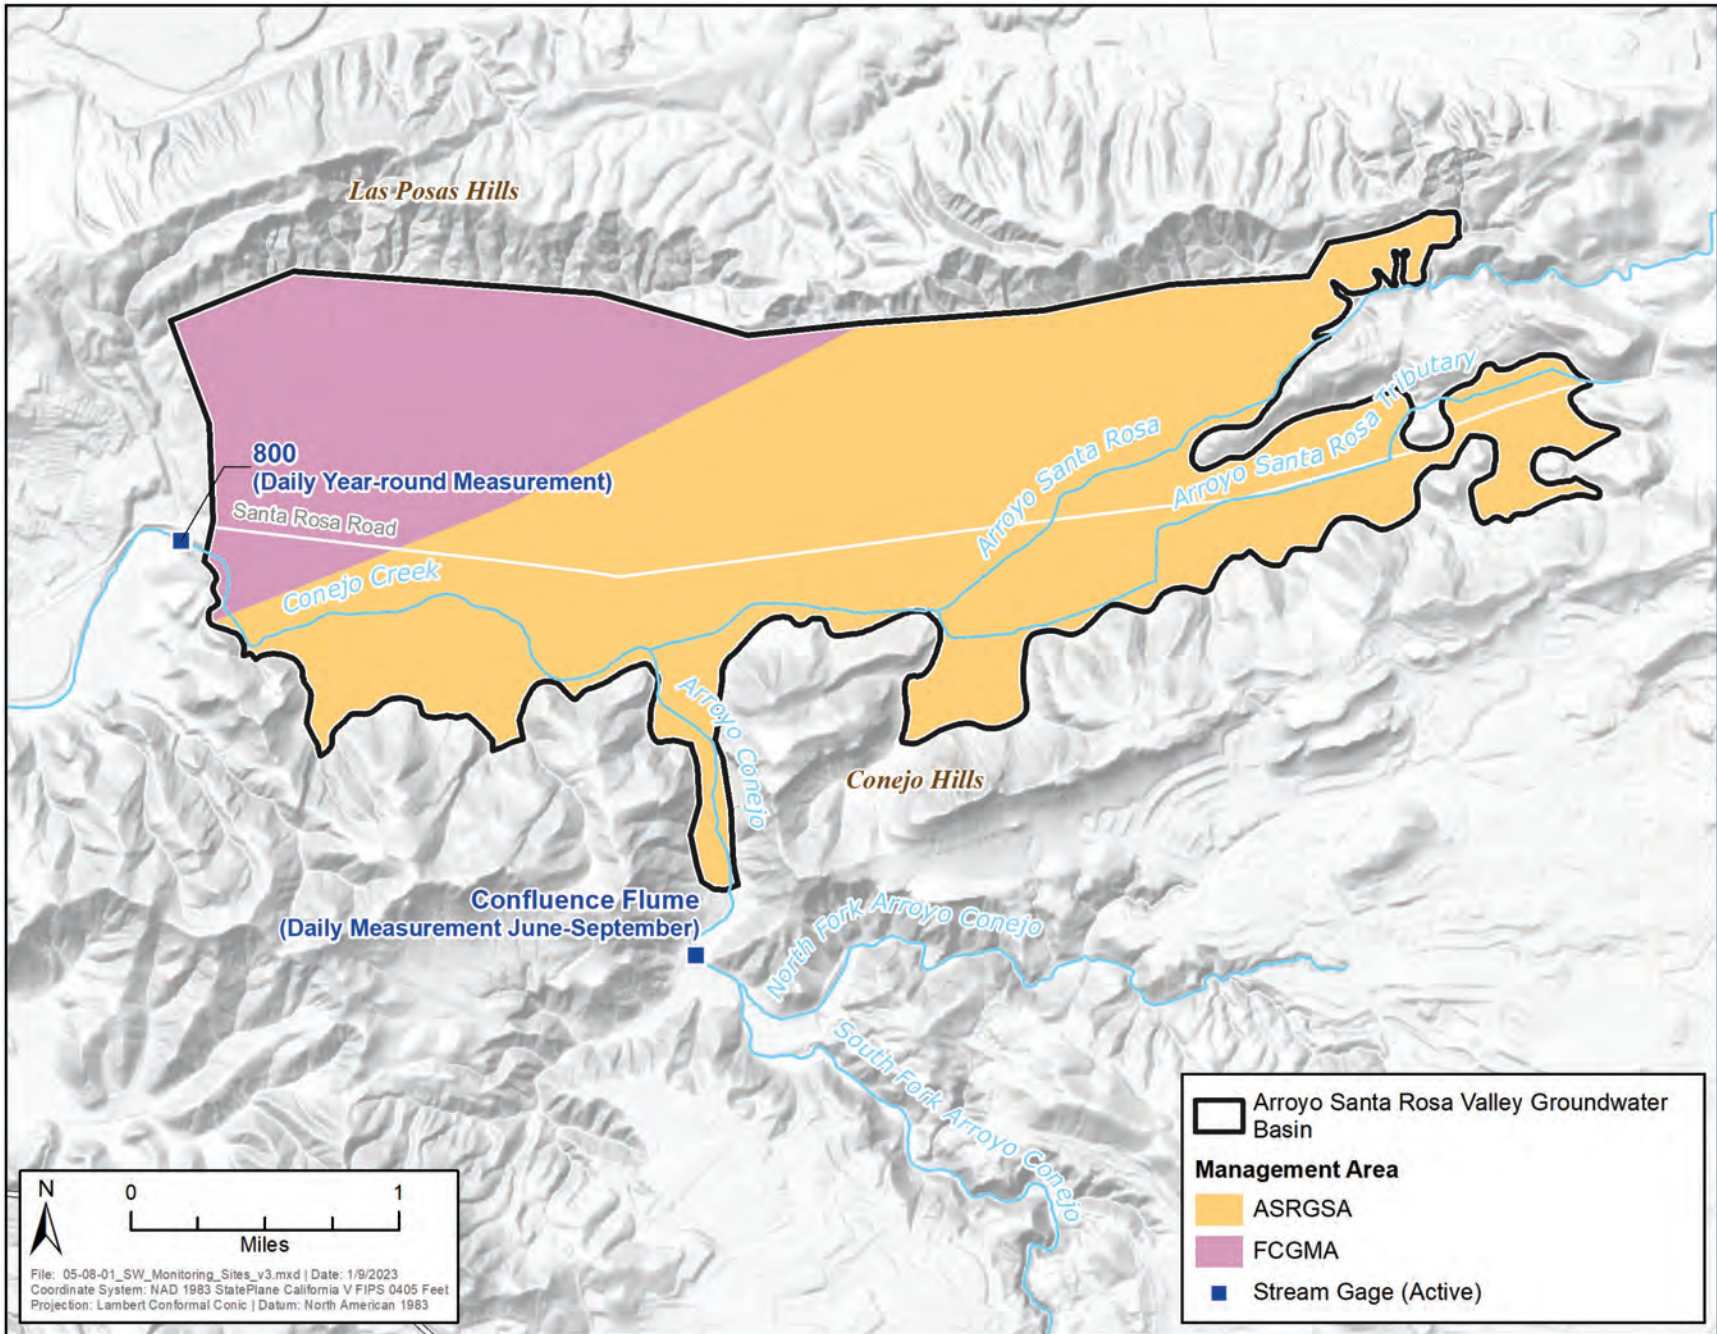 Las Posas Hills
800
(Daily Year-round Measurement)
Santa Rosa Road
Conejo Creek
Arroyo Santa Rosa
Arroyo Santa Rosa Tributary
Arroyo Conejo
Conejo Hills
Confluence Flume
(Daily Measurement June-September)
North Fork Arroyo Conejo
South Fork Arroyo Conejo
Arroyo Santa Rosa Valley Groundwater
Basin
Management Area
ASRGSA
FCGMA
Stream Gage (Active)
N
0 1
Miles
File: 05-08-01_SW_Monitoring_Sites_v3.mxd | Date: 1/9/2023
Coordinate System: NAD 1983 StatePlane California V FIPS 0405 Feet
Projection: Lambert Conformal Conic | Datum: North American 1983